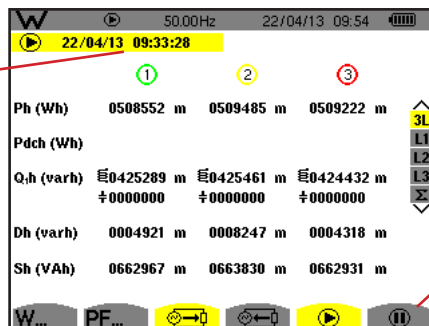 W 50.00Hz 22/04/13 09:54
22/04/13 09:33:28
1 2 3
Ph (Wh) 0508552 m 0509485 m 0509222 m
3L
Pdch (Wh)
L1
L2
Q₁h (varh) 0425289 m 0425461 m 0424432 m
L3
÷0000000 ÷0000000 ÷0000000
Σ
Dh (varh) 0004921 m 0008247 m 0004318 m
Sh (VAh) 0662967 m 0663830 m 0662931 m
W... PF...